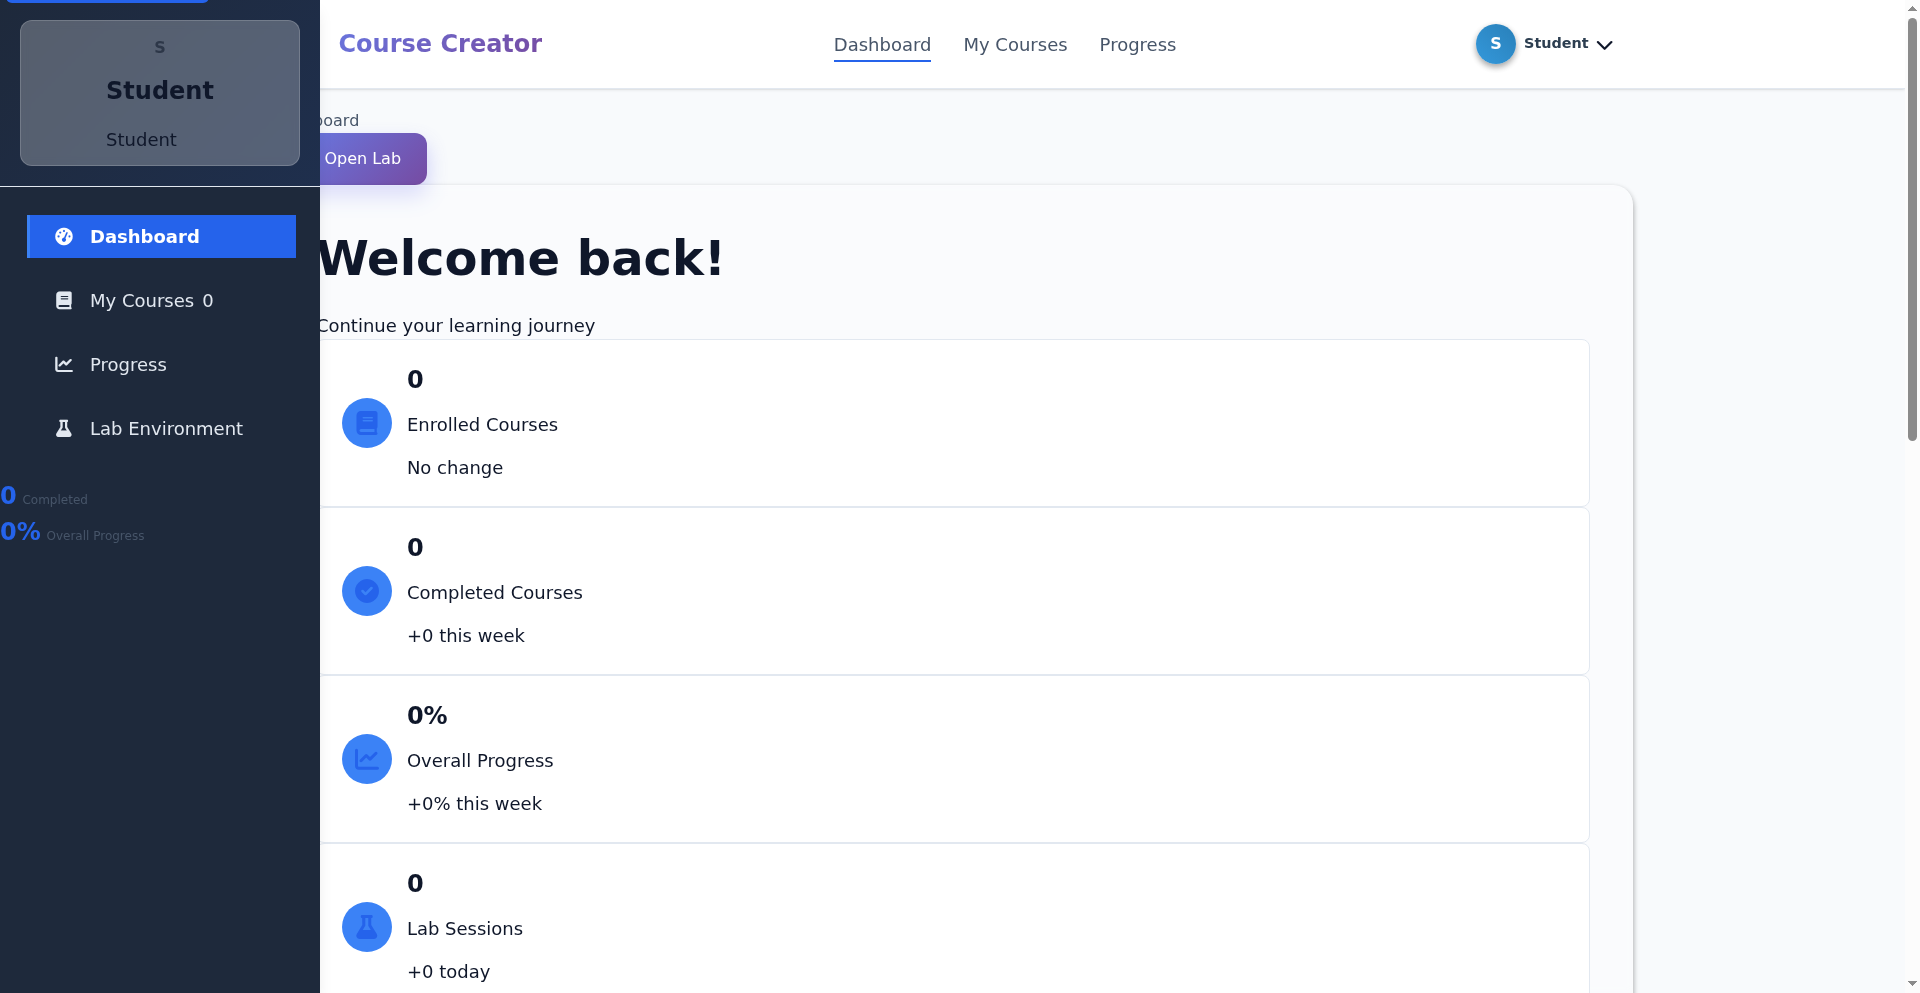 S
Student
Student
Dashboard
My Courses 0
Progress
Lab Environment
0 Completed
0% Overall Progress
Course Creator
Dashboard
My Courses
Progress
S
Student
board
Open Lab
Welcome back!
Continue your learning journey
0
Enrolled Courses
No change
0
Completed Courses
+0 this week
0%
Overall Progress
+0% this week
0
Lab Sessions
+0 today